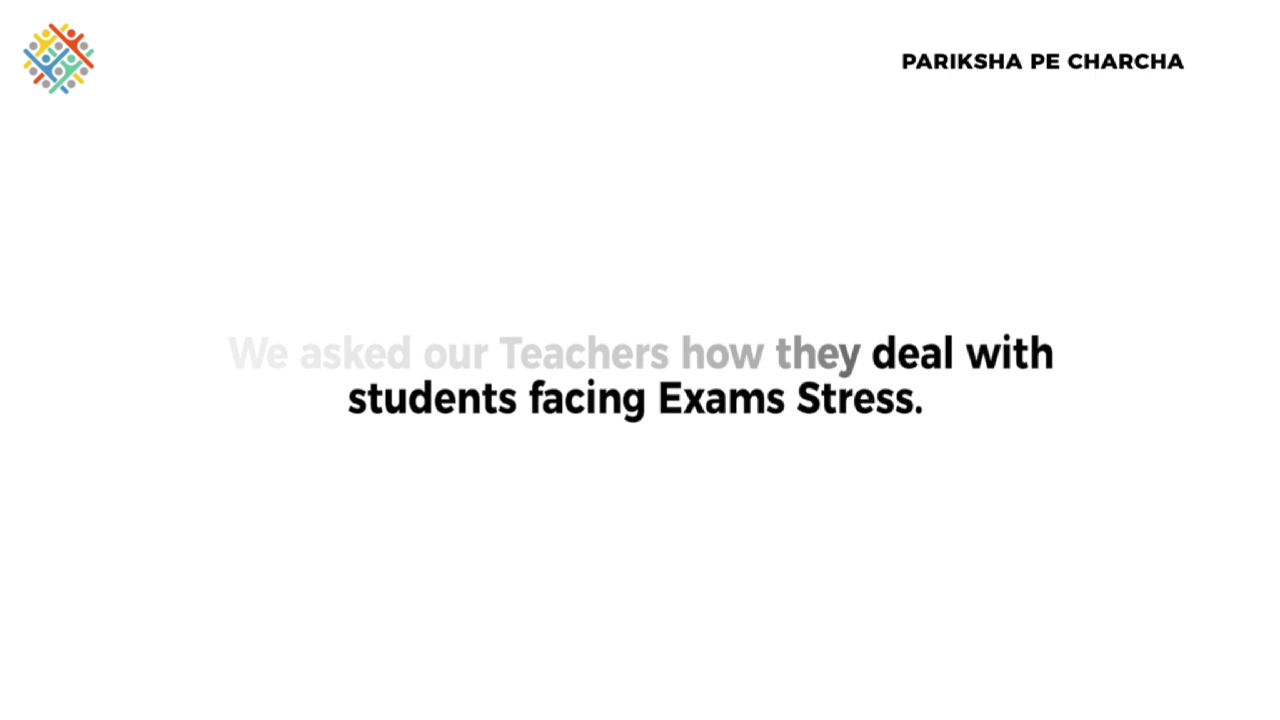 PARIKSHA PE CHARCHA
We asked our Teachers how they deal with
students facing Exams Stress.